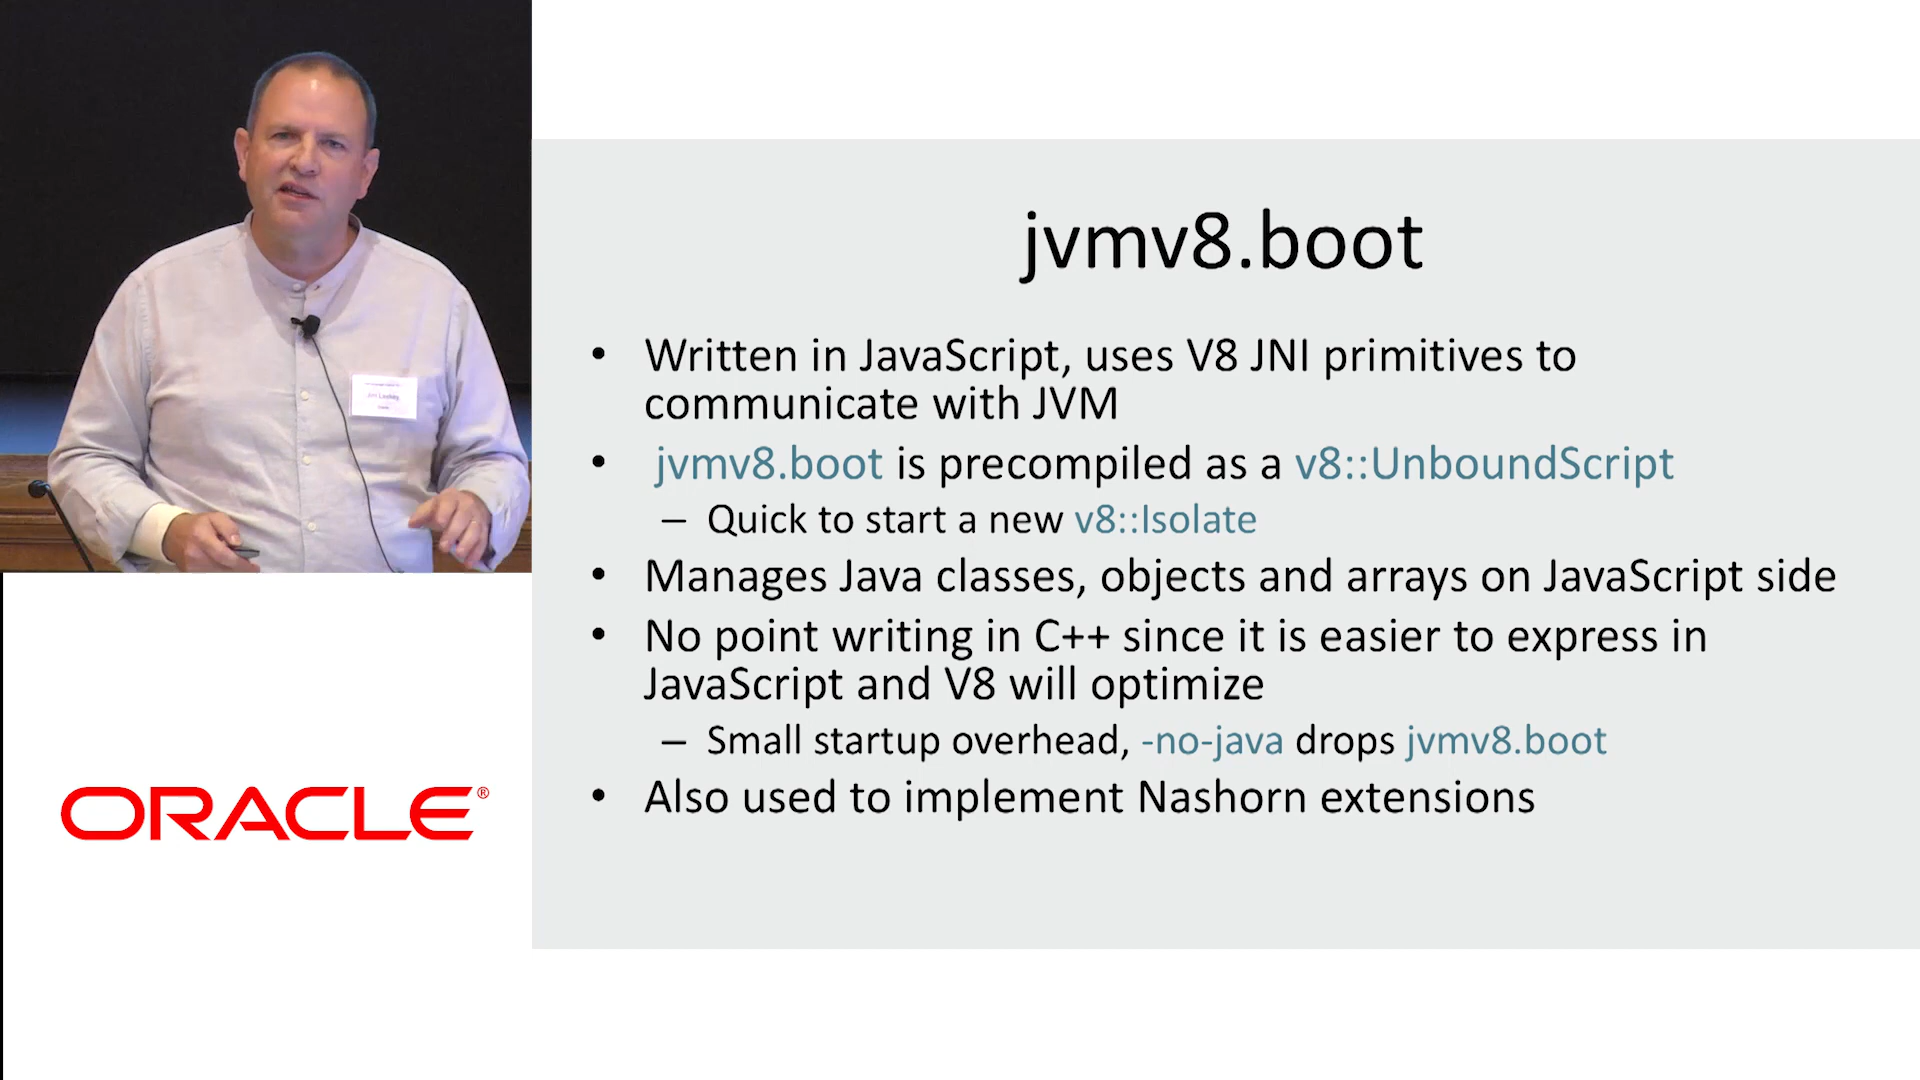 jvmv8.boot
• Written in JavaScript, uses V8 JNI primitives to
communicate with JVM
• jvmv8.boot is precompiled as a v8::UnboundScript
– Quick to start a new v8::Isolate
• Manages Java classes, objects and arrays on JavaScript side
• No point writing in C++ since it is easier to express in
JavaScript and V8 will optimize
– Small startup overhead, -no-java drops jvmv8.boot
• Also used to implement Nashorn extensions
ORACLE®